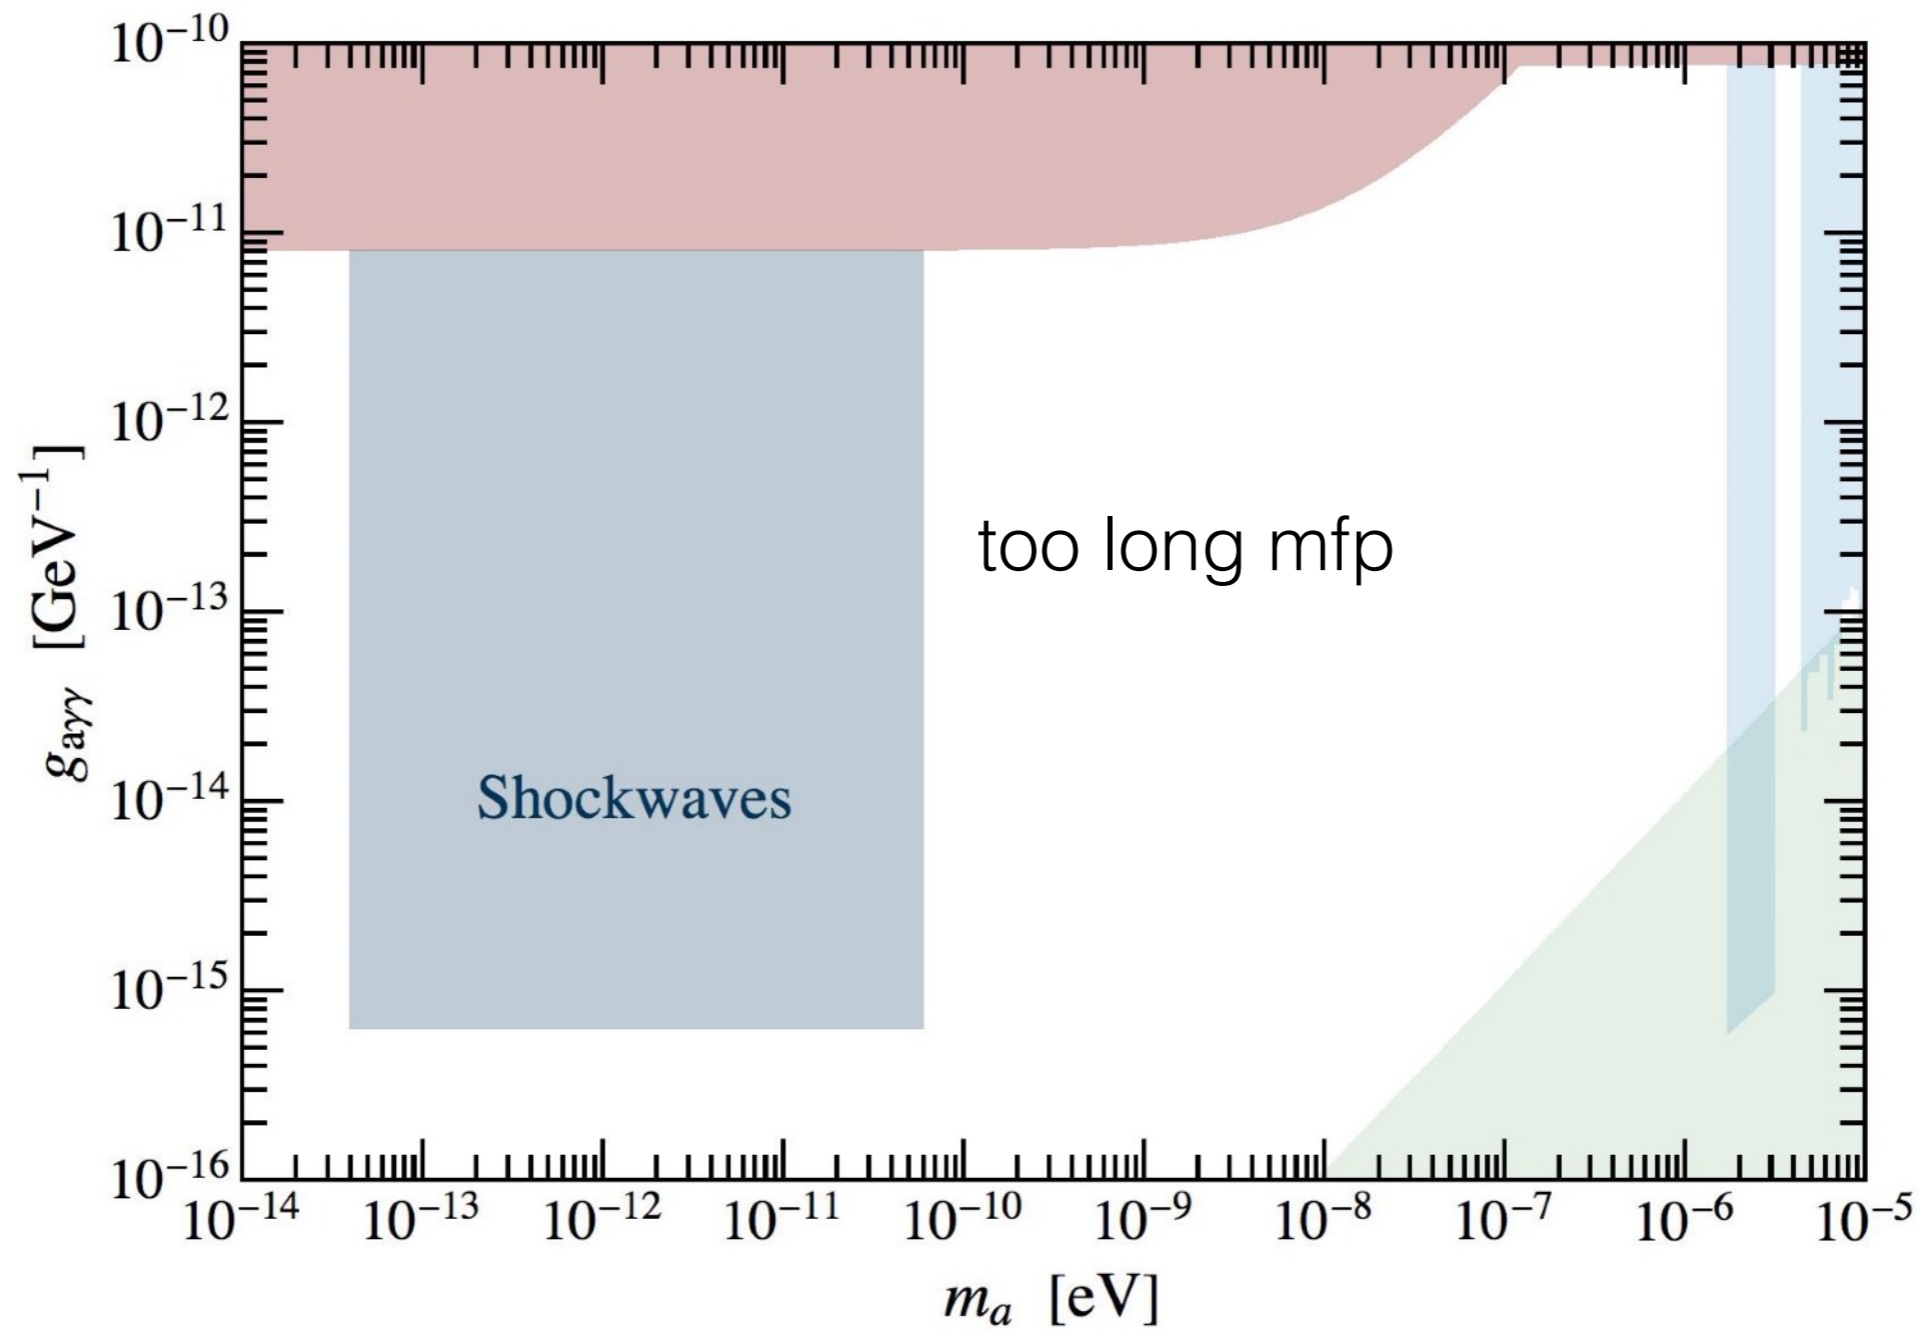 10⁻¹⁰
10⁻¹¹
10⁻¹²
10⁻¹³
10⁻¹⁴
10⁻¹⁵
10⁻¹⁶
g_aγγ [GeV⁻¹]
too long mfp
Shockwaves
10⁻¹⁴ 10⁻¹³ 10⁻¹² 10⁻¹¹ 10⁻¹⁰ 10⁻⁹ 10⁻⁸ 10⁻⁷ 10⁻⁶ 10⁻⁵
m_a [eV]